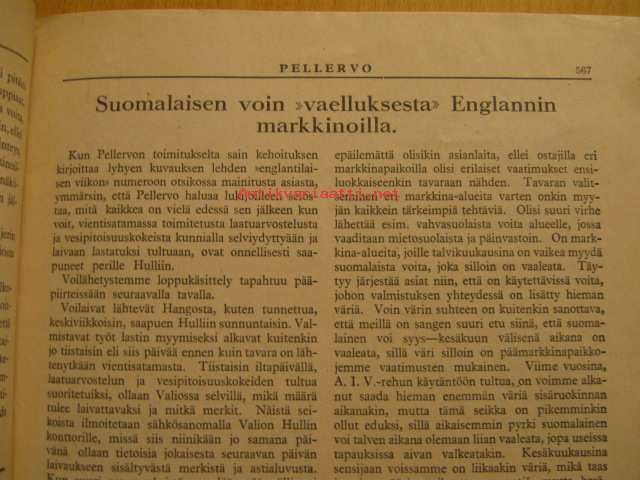 PELLERVO
567
Suomalaisen voin »vaelluksesta» Englannin
markkinoilla.
Kun Pellervon toimitukselta sain kehoituksen
kirjoittaa lyhyen kuvauksen lehden »englantilai-
sen viikon» numeroon otsikossa mainitusta asiasta,
ymmärsin, että Pellervo haluaa lukijoilleen seros-
taa, mitä kaikkea on vielä edessä sen jälkeen kun
voit, vientisatamassa toimitetusta laatuarvostelusta
ja vesipitoisuuskokeista kunnialla selviydyttyään ja
laivaan lastatuksi tultuaan, ovat onnellisesti saa-
puneet perille Hulliin.
Voilähetystemme loppukäsittely tapahtuu pää-
piirteissään seuraavalla tavalla.
Voilaivat lähtevät Hangosta, kuten tunnettua,
keskiviikkoisin, saapuen Hulliin sunnuntaisin. Val-
mistavat työt lastin myymiseksi alkavat kuitenkin
jo tiistaisin eli siis päivää ennen kuin tavara on läh-
tenytkään vientisatamasta. Tiistaisin iltapäivällä,
laatuarvostelun ja vesipitoisuuskokeiden tultua
suoritetuiksi, ollaan Valiossa selvillä, mikä määrä
tulee laivattavaksi ja mitkä merkit. Näistä sei-
koista ilmoitetaan sähkösanomalla Valion Hullin
konttorille, missä siis niinikään jo samana päi-
vänä ollaan tietoisia jokaisesta seuraavan päivän
laivaukseen sisältyvästä merkistä ja astialuvusta.
epäilemättä olisikin asianlaita, ellei ostajilla eri
markkinapaikoilla olisi erilaiset vaatimukset ensi-
luokkaiseenkin tavaraan nähden. Tavaran valit-
seminen eri markkina-alueita varten onkin myy-
jän kaikkein tärkeimpiä tehtäviä. Olisi suuri virhe
lähettää esim. vahvasuolaista voita alueelle, jossa
vaaditaan mietosuolaista ja päinvastoin. On mark-
kina-alueita, joille talvikuukausina on vaikea myydä
suomalaista voita, joka silloin on vaaleata. Täy-
tyy järjestää asiat niin, että on käytettävissä voita,
johon valmistuksen yhteydessä on lisätty hieman
väriä. Voin värin suhteen on kuitenkin sanottava,
että meillä on sangen suuri etu siinä, että suoma-
lainen voi syys—kesäkuun välisenä aikana on
vaaleata, sillä väri silloin on päämarkkinapaikko-
jemme vaatimusten mukainen. Viime vuosina,
A. I. V.-rehun käytäntöön tultua, on voimme alka-
nut saada hieman enemmän väriä sisäruokinnan
aikanakin, mutta tämä seikka on pikemminkin
ollut eduksi, sillä aikaisemmin pyrki suomalainen
voi talven aikana olemaan liian vaaleata, jopa useissa
tapauksissa aivan valkeatakin. Kesäkuukausina
sensijaan voissamme on liikaakin väriä, mikä taas